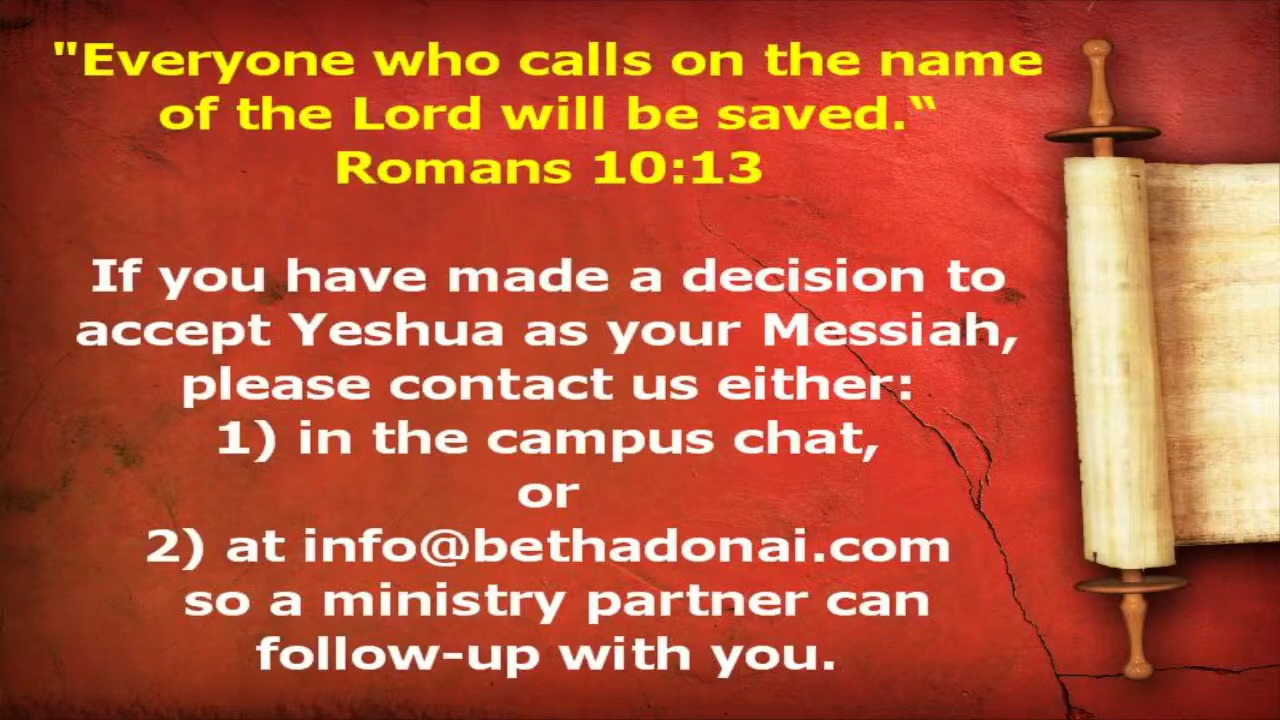 "Everyone who calls on the name
of the Lord will be saved.“
Romans 10:13
If you have made a decision to
accept Yeshua as your Messiah,
please contact us either:
1) in the campus chat,
or
2) at info@bethadonai.com
so a ministry partner can
follow-up with you.